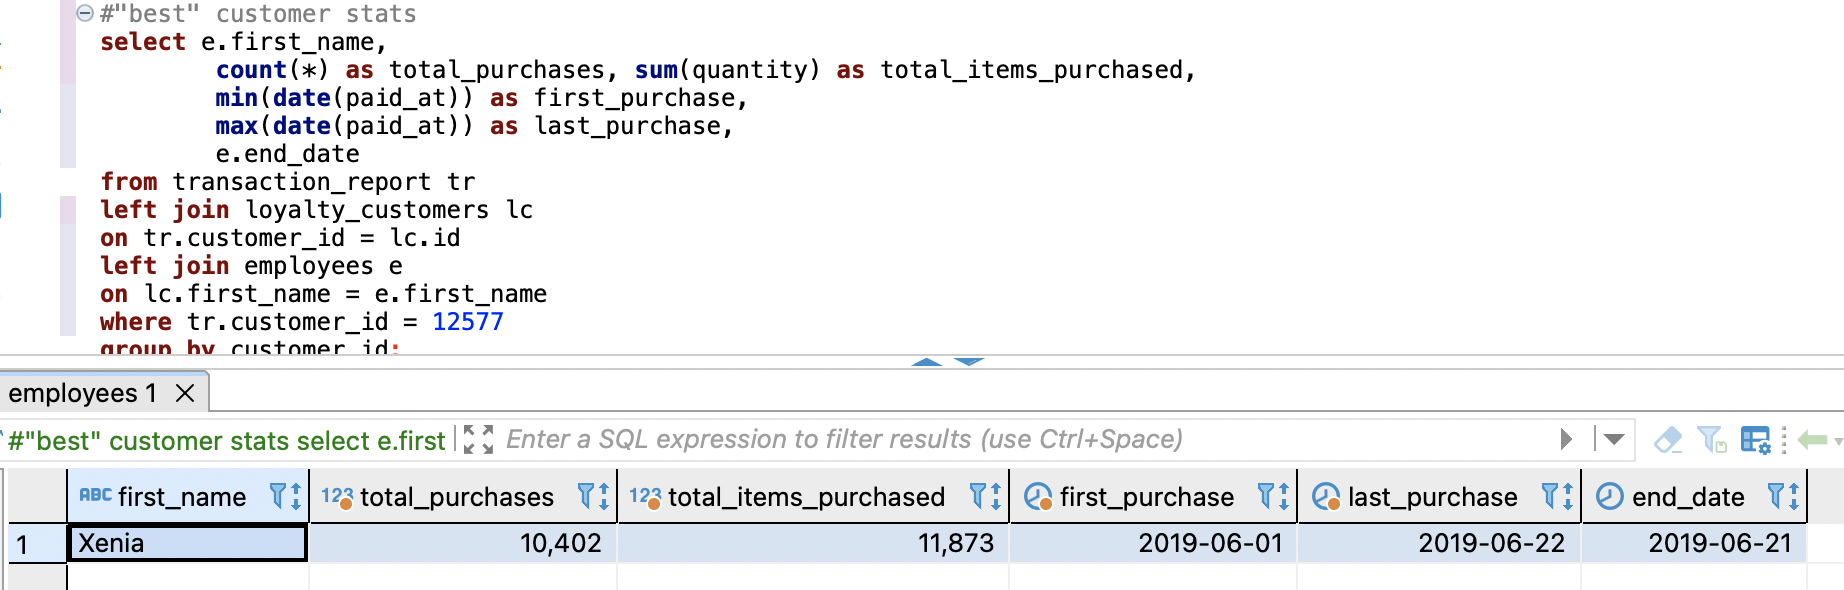 #"best" customer stats
select e.first_name,
count(*) as total_purchases, sum(quantity) as total_items_purchased,
min(date(paid_at)) as first_purchase,
max(date(paid_at)) as last_purchase,
e.end_date
from transaction_report tr
left join loyalty_customers lc
on tr.customer_id = lc.id
left join employees e
on lc.first_name = e.first_name
where tr.customer_id = 12577
group by customer_id;
employees 1
#"best" customer stats select e.first
Enter a SQL expression to filter results (use Ctrl+Space)
ABC first_name 123 total_purchases 123 total_items_purchased first_purchase last_purchase end_date
1 Xenia 10,402 11,873 2019-06-01 2019-06-22 2019-06-21